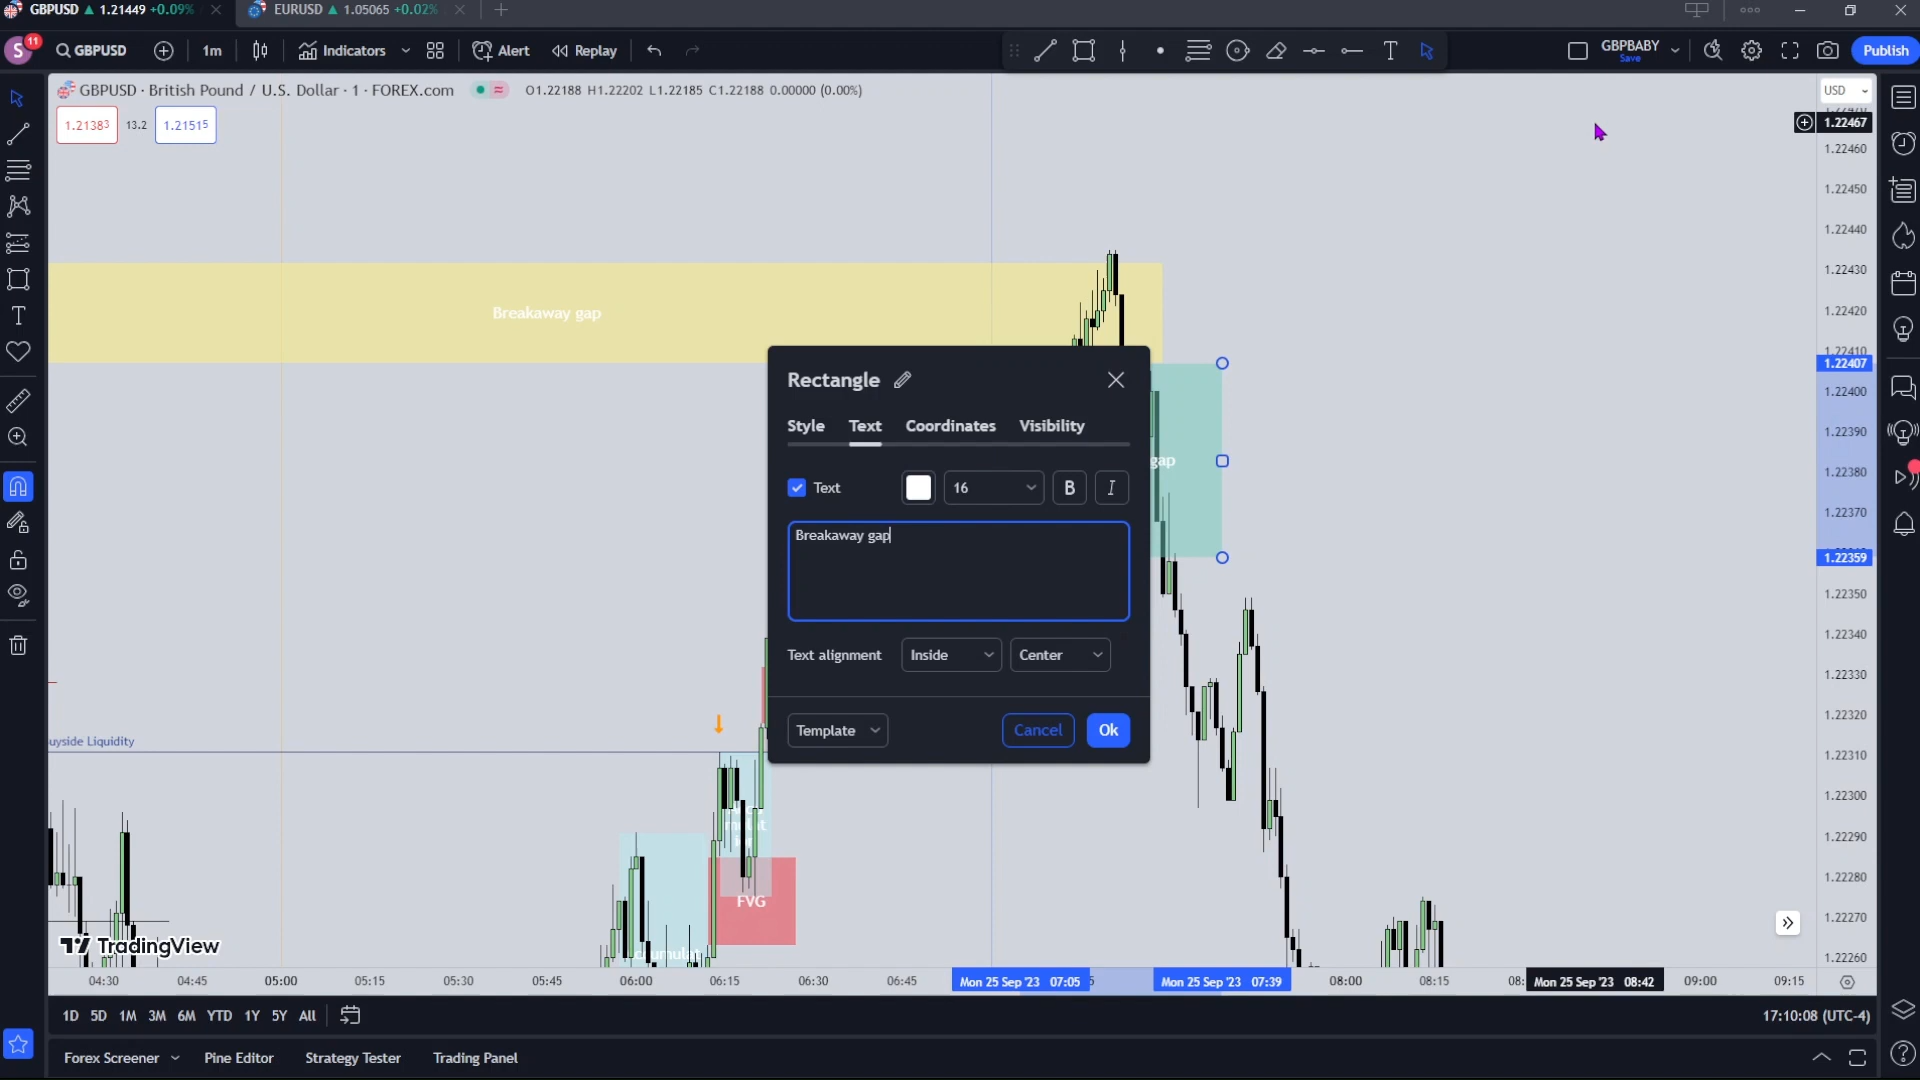 GBPUSD ▲ 1.21449 +0.09%
EURUSD ▲ 1.05065 +0.02%
S 11
GBPUSD 1m Indicators Alert Replay
GBPBABY
Save
Publish
GBPUSD · British Pound / U.S. Dollar · 1 · FOREX.com O1.22188 H1.22202 L1.22185 C1.22188 0.00000 (0.00%)
USD
1.21383 13.2 1.21515
1.22467
1.22460
1.22450
1.22440
1.22430
1.22420
1.22410
1.22407
1.22400
1.22390
1.22380
1.22370
1.22359
1.22350
1.22340
1.22330
1.22320
1.22310
1.22300
1.22290
1.22280
1.22270
1.22260
Breakaway gap
gap
Rectangle
Style Text Coordinates Visibility
Text 16 B I
Breakaway gap
Text alignment Inside Center
Template Cancel Ok
uyside Liquidity
FVG
TradingView
04:30 04:45 05:00 05:15 05:30 05:45 06:00 06:15 06:30 06:45 Mon 25 Sep '23 07:05 Mon 25 Sep '23 07:39 08:00 08:15 08: Mon 25 Sep '23 08:42 09:00 09:15
1D 5D 1M 3M 6M YTD 1Y 5Y All
17:10:08 (UTC-4)
Forex Screener Pine Editor Strategy Tester Trading Panel